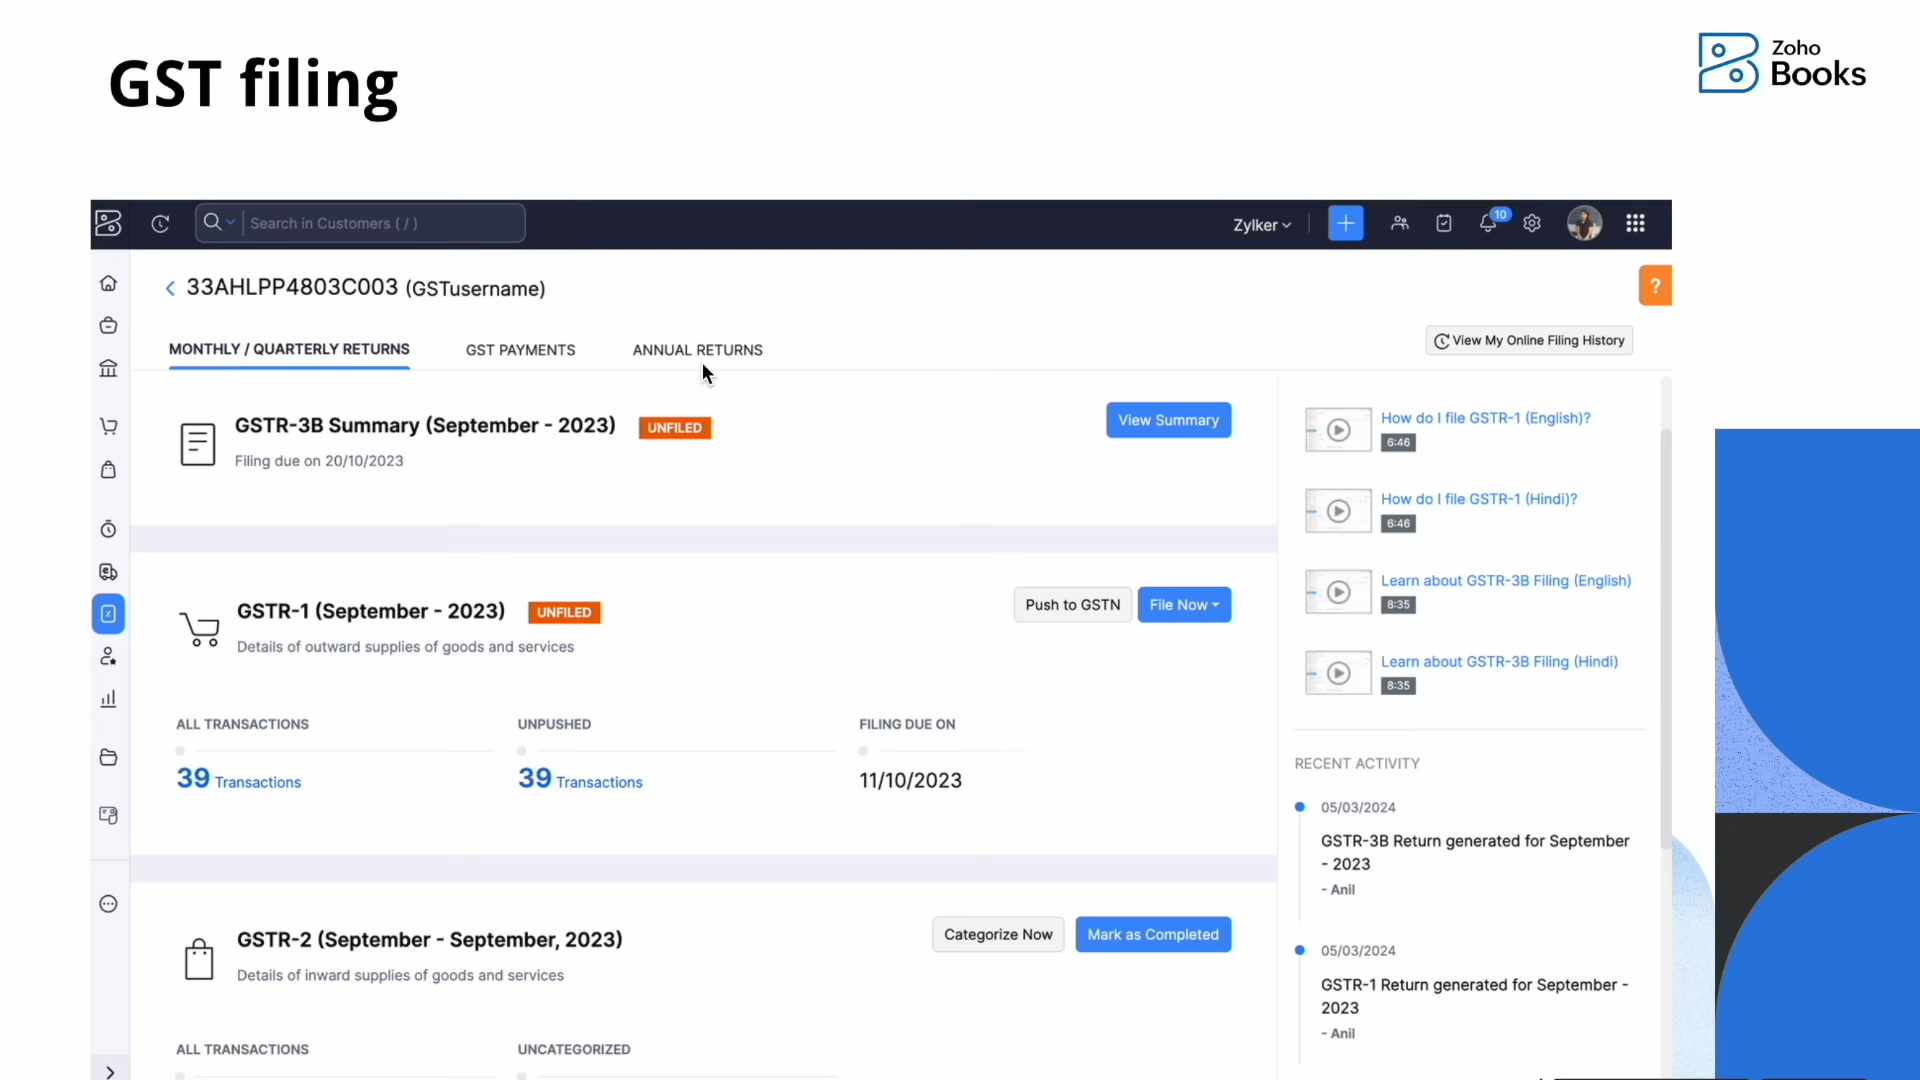 GST filing
Zoho
Books
Search in Customers ( / )
Zylker
10
33AHLPP4803C003 (GSTusername)
?
MONTHLY / QUARTERLY RETURNS
GST PAYMENTS
ANNUAL RETURNS
View My Online Filing History
GSTR-3B Summary (September - 2023)
UNFILED
Filing due on 20/10/2023
View Summary
GSTR-1 (September - 2023)
UNFILED
Details of outward supplies of goods and services
Push to GSTN
File Now
ALL TRANSACTIONS
UNPUSHED
FILING DUE ON
39 Transactions
39 Transactions
11/10/2023
GSTR-2 (September - September, 2023)
Details of inward supplies of goods and services
Categorize Now
Mark as Completed
ALL TRANSACTIONS
UNCATEGORIZED
How do I file GSTR-1 (English)?
6:46
How do I file GSTR-1 (Hindi)?
6:46
Learn about GSTR-3B Filing (English)
8:35
Learn about GSTR-3B Filing (Hindi)
8:35
RECENT ACTIVITY
05/03/2024
GSTR-3B Return generated for September
- 2023
- Anil
05/03/2024
GSTR-1 Return generated for September -
2023
- Anil